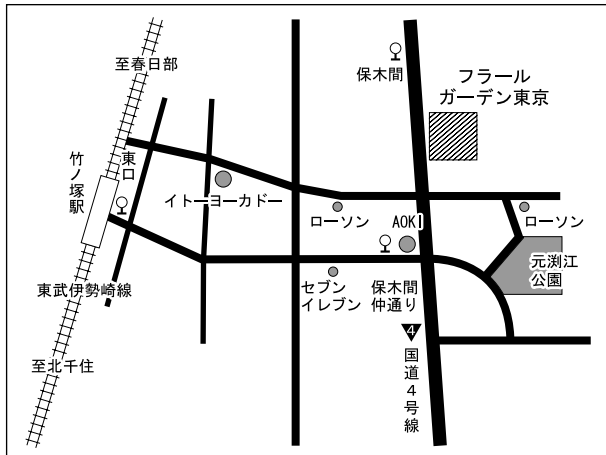 至春日部
保木間
フラール
ガーデン東京
竹ノ塚駅
東口
イトーヨーカドー
ローソン
AOKI
ローソン
東武伊勢崎線
セブン
イレブン
保木間
仲通り
元渕江
公園
4
国道4号線
至北千住